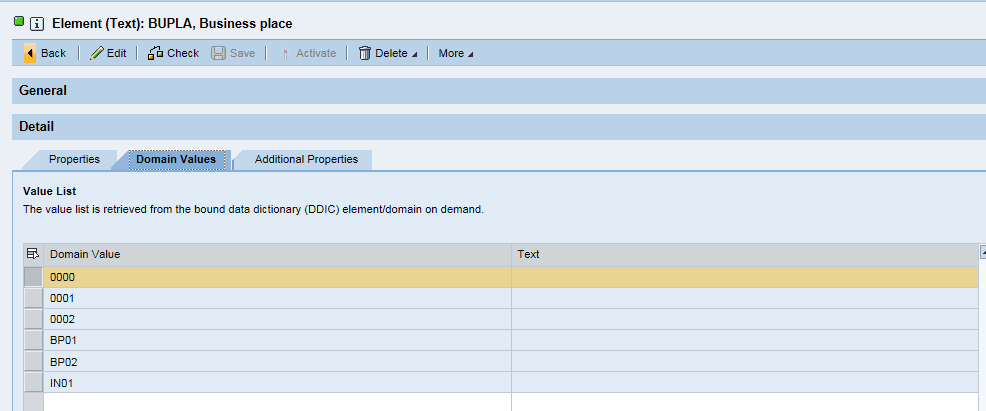 Element (Text): BUPLA, Business place
Back Edit Check Save Activate Delete More
General
Detail
Properties Domain Values Additional Properties
Value List
The value list is retrieved from the bound data dictionary (DDIC) element/domain on demand.
Domain Value Text
0000
0001
0002
BP01
BP02
IN01